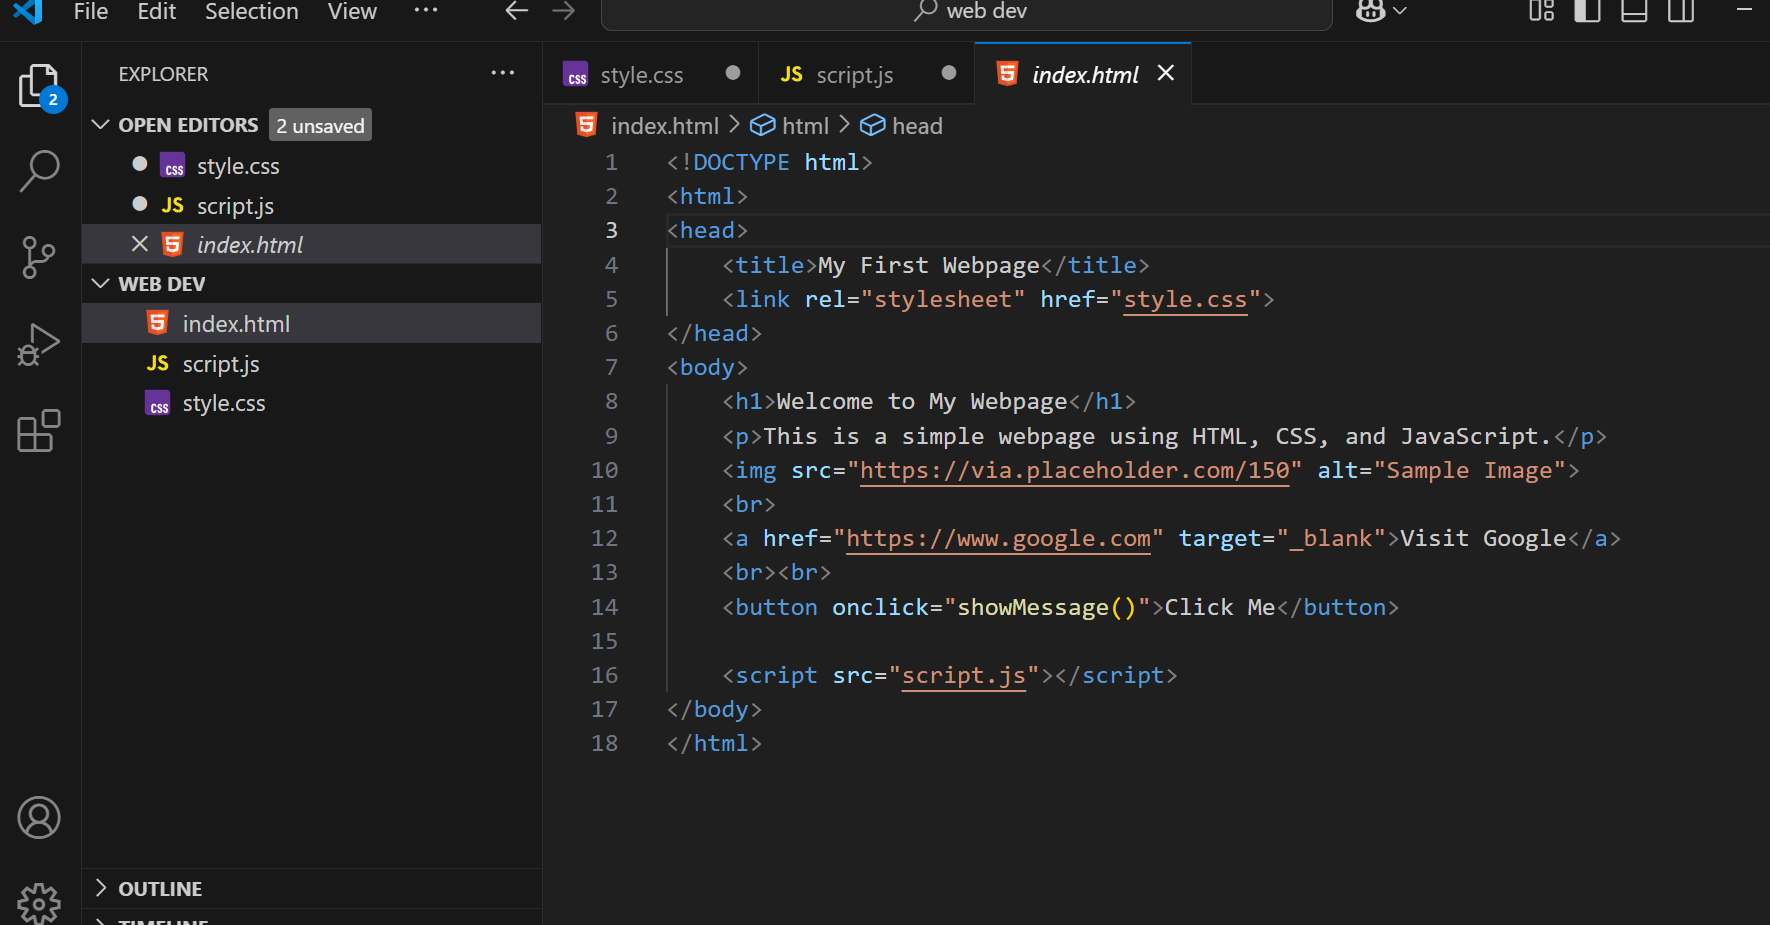 File Edit Selection View ··· web dev
EXPLORER ···
OPEN EDITORS 2 unsaved
style.css
script.js
index.html
WEB DEV
index.html
script.js
style.css
OUTLINE
TIMELINE
2
style.css script.js index.html
index.html > html > head
1 <!DOCTYPE html>
2 <html>
3 <head>
4 <title>My First Webpage</title>
5 <link rel="stylesheet" href="style.css">
6 </head>
7 <body>
8 <h1>Welcome to My Webpage</h1>
9 <p>This is a simple webpage using HTML, CSS, and JavaScript.</p>
10 <img src="https://via.placeholder.com/150" alt="Sample Image">
11 <br>
12 <a href="https://www.google.com" target="_blank">Visit Google</a>
13 <br><br>
14 <button onclick="showMessage()">Click Me</button>
15
16 <script src="script.js"></script>
17 </body>
18 </html>